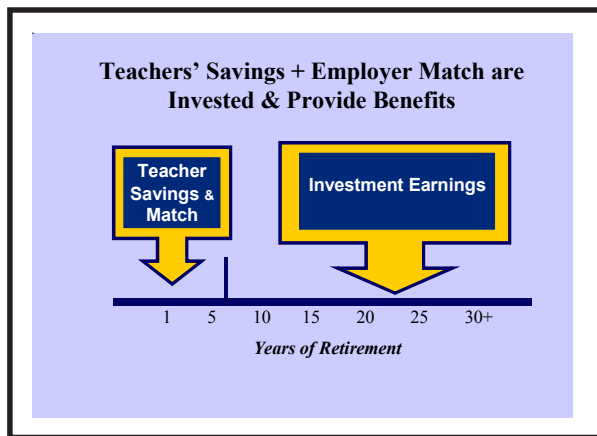 Teachers’ Savings + Employer Match are
Invested & Provide Benefits
Teacher
Savings &
Match
Investment Earnings
1 5 10 15 20 25 30+
Years of Retirement